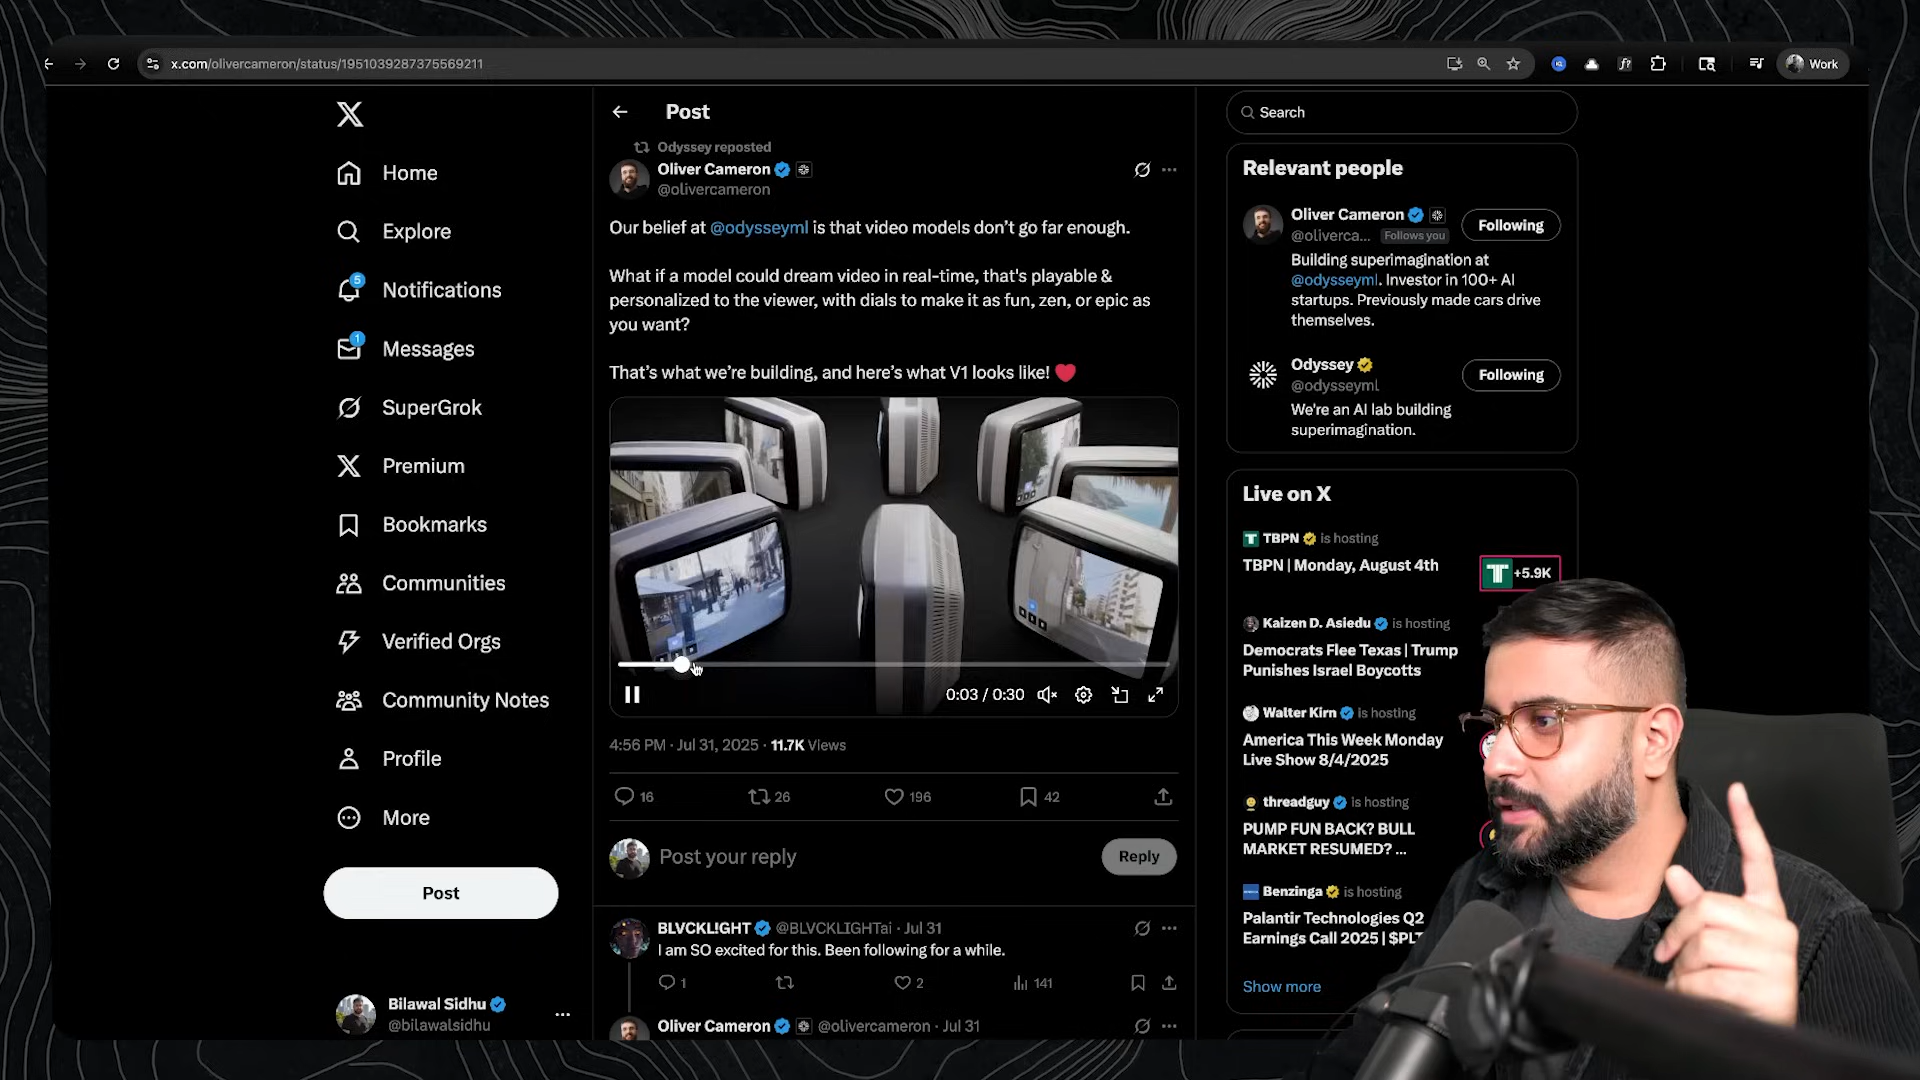 x.com/olivercameron/status/1951039287375569211
Work
Home
Explore
5
Notifications
1
Messages
SuperGrok
Premium
Bookmarks
Communities
Verified Orgs
Community Notes
Profile
More
Post
Bilawal Sidhu
@bilawalsidhu
Post
Odyssey reposted
Oliver Cameron
@olivercameron
Our belief at @odysseyml is that video models don't go far enough.
What if a model could dream video in real-time, that's playable &
personalized to the viewer, with dials to make it as fun, zen, or epic as
you want?
That's what we're building, and here's what V1 looks like!
0:03 / 0:30
4:56 PM · Jul 31, 2025 · 11.7K Views
16
26
196
42
Post your reply
Reply
BLVCKL!GHT @BLVCKLIGHTai · Jul 31
I am SO excited for this. Been following for a while.
1
2
141
Oliver Cameron @olivercameron · Jul 31
Search
Relevant people
Oliver Cameron
@oliverca... Follows you
Following
Building superimagination at
@odysseyml. Investor in 100+ AI
startups. Previously made cars drive
themselves.
Odyssey
@odysseyml
Following
We're an AI lab building
superimagination.
Live on X
TBPN is hosting
TBPN | Monday, August 4th
+5.9K
Kaizen D. Asiedu is hosting
Democrats Flee Texas | Trump
Punishes Israel Boycotts
Walter Kirn is hosting
America This Week Monday
Live Show 8/4/2025
threadguy is hosting
PUMP FUN BACK? BULL
MARKET RESUMED? ...
Benzinga is hosting
Palantir Technologies Q2
Earnings Call 2025 | $PLT
Show more